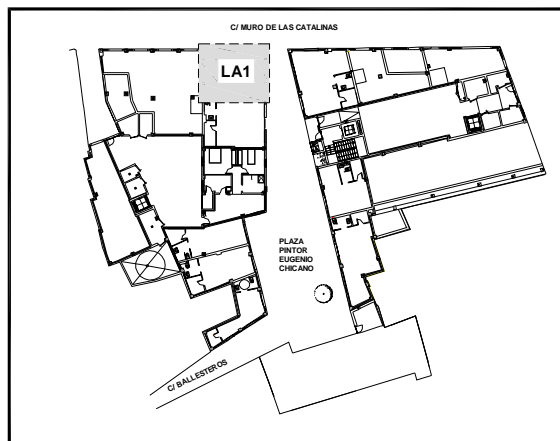 C/ MURO DE LAS CATALINAS
LA1
PLAZA
PINTOR
EUGENIO
CHICANO
C/ BALLESTEROS